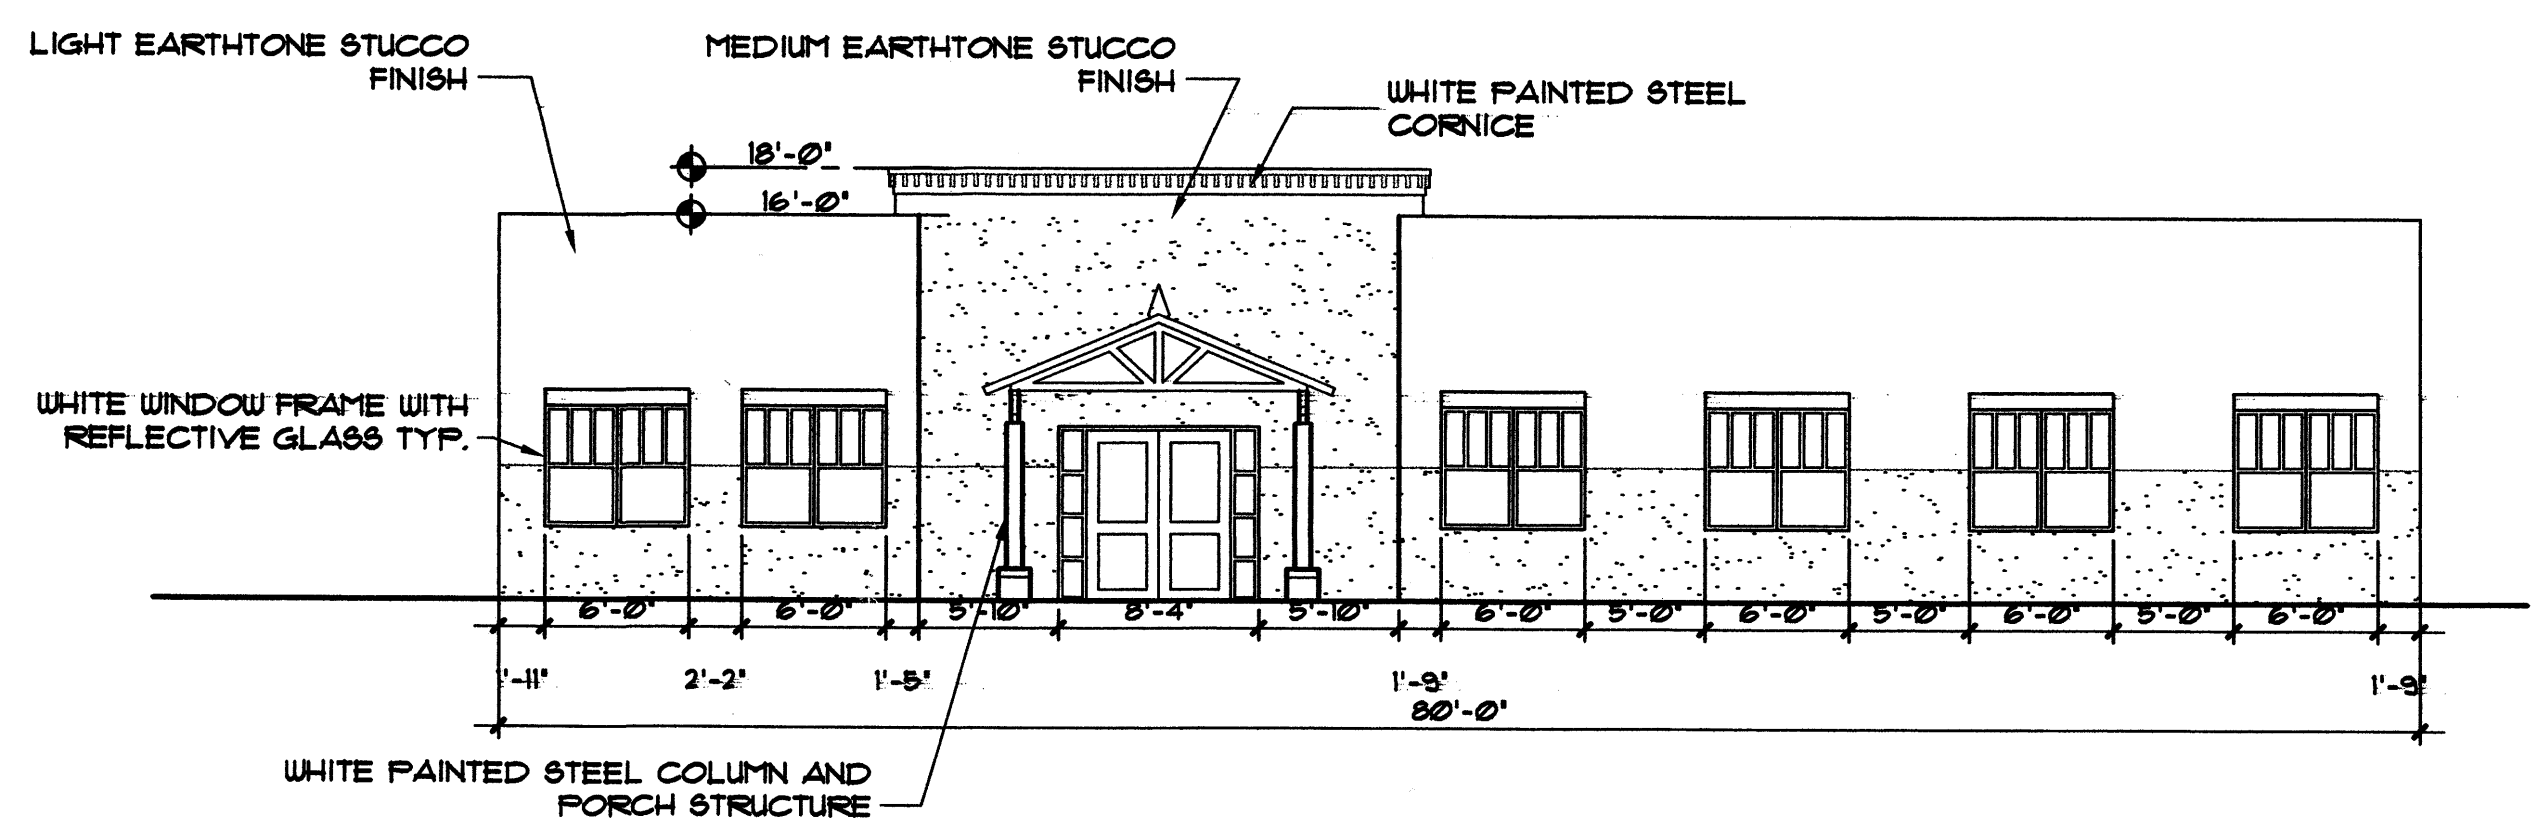 LIGHT EARTHTONE STUCCO
FINISH
MEDIUM EARTHTONE STUCCO
FINISH
WHITE PAINTED STEEL
CORNICE
18'-0"
16'-0"
WHITE WINDOW FRAME WITH
REFLECTIVE GLASS TYP.
6'-0" 6'-0" 5'-10" 8'-4" 5'-10" 6'-0" 5'-0" 6'-0" 5'-0" 6'-0" 5'-0" 6'-0"
1'-11" 2'-2" 1'-5" 1'-9" 1'-9"
80'-0"
WHITE PAINTED STEEL COLUMN AND
PORCH STRUCTURE